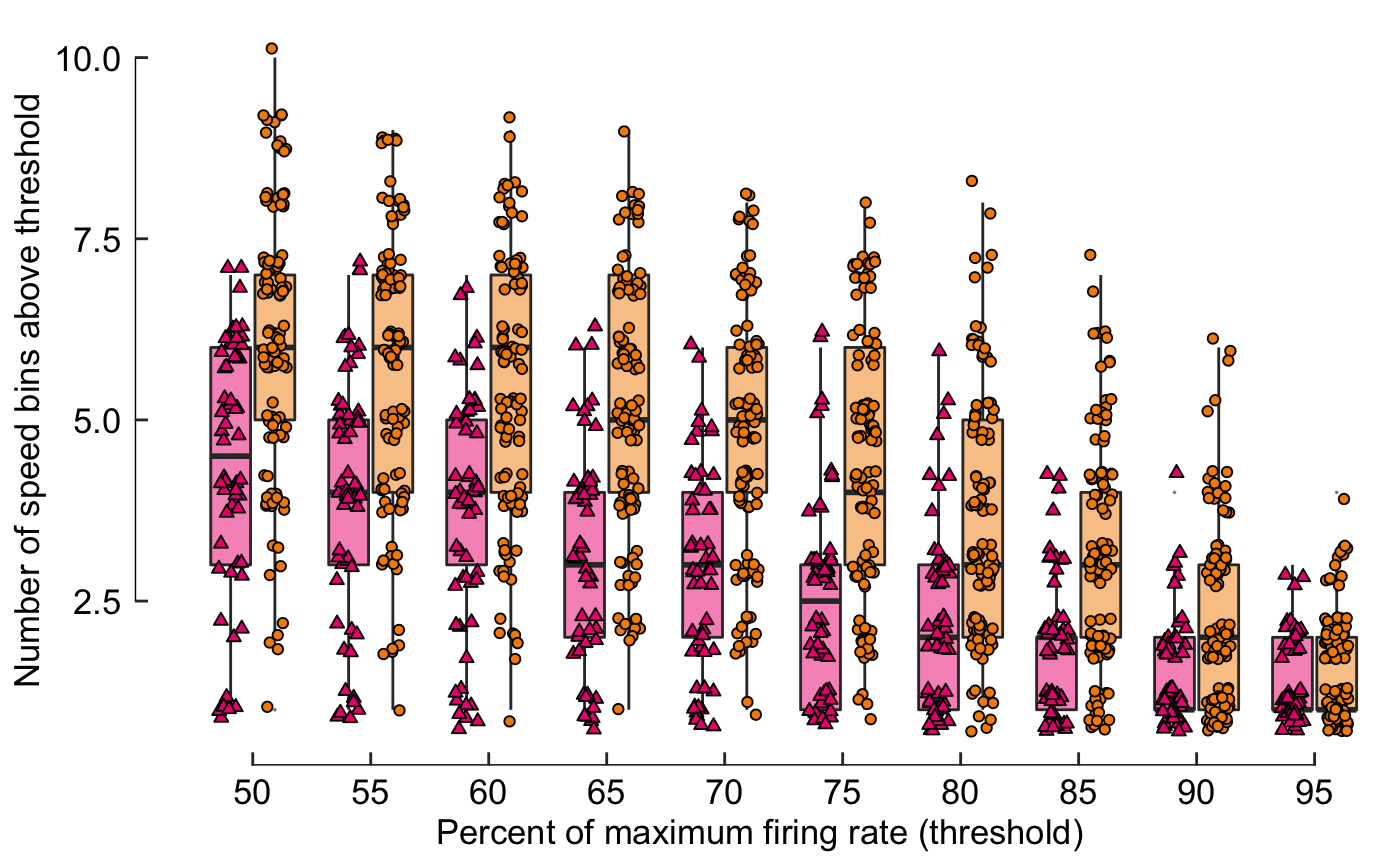 Number of speed bins above threshold
10.0
7.5
5.0
2.5
50 55 60 65 70 75 80 85 90 95
Percent of maximum firing rate (threshold)